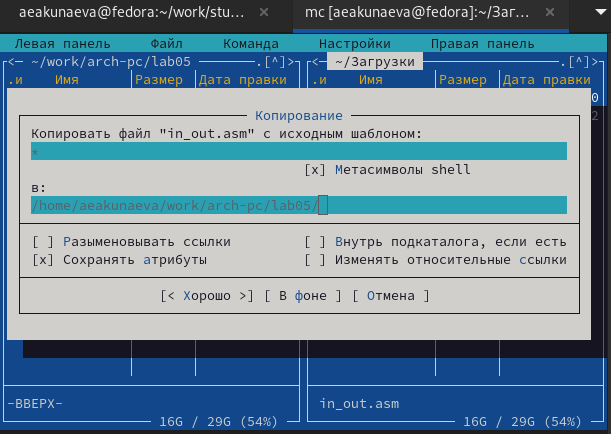 aeakunaeva@fedora:~/work/stu... × mc [aeakunaeva@fedora]:~/Заг... ×
Левая панель Файл Команда Настройки Правая панель
<— ~/work/arch-pc/lab05 —.[^]> <— ~/Загрузки —.[^]>
.и Имя Размер Дата правки .и Имя Размер Дата правки
0
2
Копирование
Копировать файл "in_out.asm" с исходным шаблоном:
*
[x] Метасимволы shell
в:
/home/aeakunaeva/work/arch-pc/lab05/
[ ] Разыменовывать ссылки [ ] Внутрь подкаталога, если есть
[x] Сохранять атрибуты [ ] Изменять относительные ссылки
[< Хорошо >] [ В фоне ] [ Отмена ]
-ВВЕРХ- in_out.asm
16G / 29G (54%) 16G / 29G (54%)